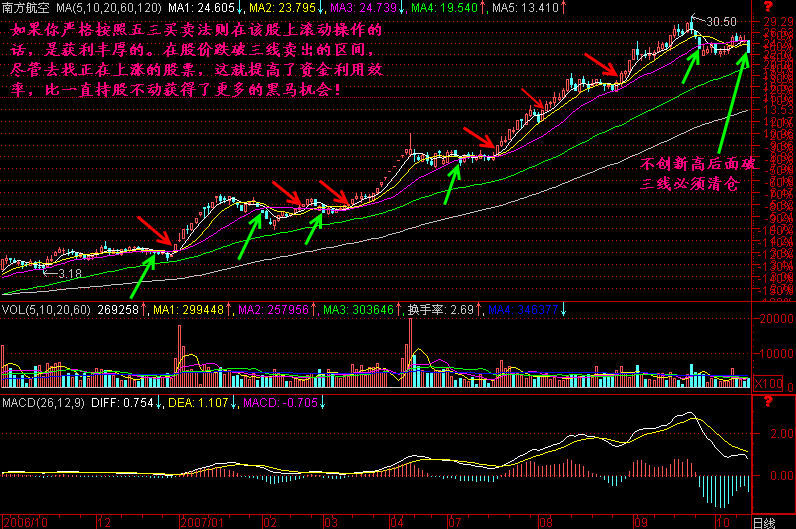 南方航空 MA(5,10,20,60,120) MA1: 24.605↓, MA2: 23.795↓, MA3: 24.739↓, MA4: 19.540↑ MA5: 13.410↑
如果你严格按照五三买卖法则在该股上滚动操作的
话，是获利丰厚的。在股价跌破三线卖出的区间，
尽管去找正在上涨的股票，这就提高了资金利用效
率，比一直持股不动获得了更多的黑马机会！
30.50
29.29
13.53
不创新高后面破
三线必须清仓
3.18
VOL(5,10,20,60) 269258↑, MA1: 299448↑, MA2: 257956↑, MA3: 303646↑, 换手率: 2.69↑, MA4: 346377↓
20000
10000
X100
MACD(26,12,9) DIFF: 0.754↓, DEA: 1.107↓, MACD: -0.705↓
?
2.00
0.00
2006/10 12 2007/01 02 03 04 07 08 09 10 日线